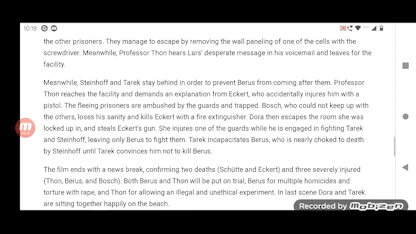 10:19
the other prisoners. They manage to escape by removing the wall paneling of one of the cells with the
screwdriver. Meanwhile, Professor Thon hears Lars' desperate message in his voicemail and leaves for the
facility.
Meanwhile, Steinhoff and Tarek stay behind in order to prevent Berus from coming after them. Professor
Thon reaches the facility and demands an explanation from Eckert, who accidentally injures him with a
pistol. The fleeing prisoners are ambushed by the guards and trapped. Bosch, who could not keep up with
the others, loses his sanity and kills Eckert with a fire extinguisher. Dora then escapes the room she was
locked up in, and steals Eckert's gun. She injures one of the guards while he is engaged in fighting Tarek
and Steinhoff, leaving only Berus to fight them. Tarek incapacitates Berus, who is nearly choked to death
by Steinhoff until Tarek convinces him not to kill Berus.
The film ends with a news break, confirming two deaths (Schütte and Eckert) and three severely injured
(Thon, Berus, and Bosch). Both Berus and Thon will be put on trial, Berus for multiple homicides and
torture with rape, and Thon for allowing an illegal and unethical experiment. In last scene Dora and Tarek
are sitting together happily on the beach.
Recorded by MOBIZEN